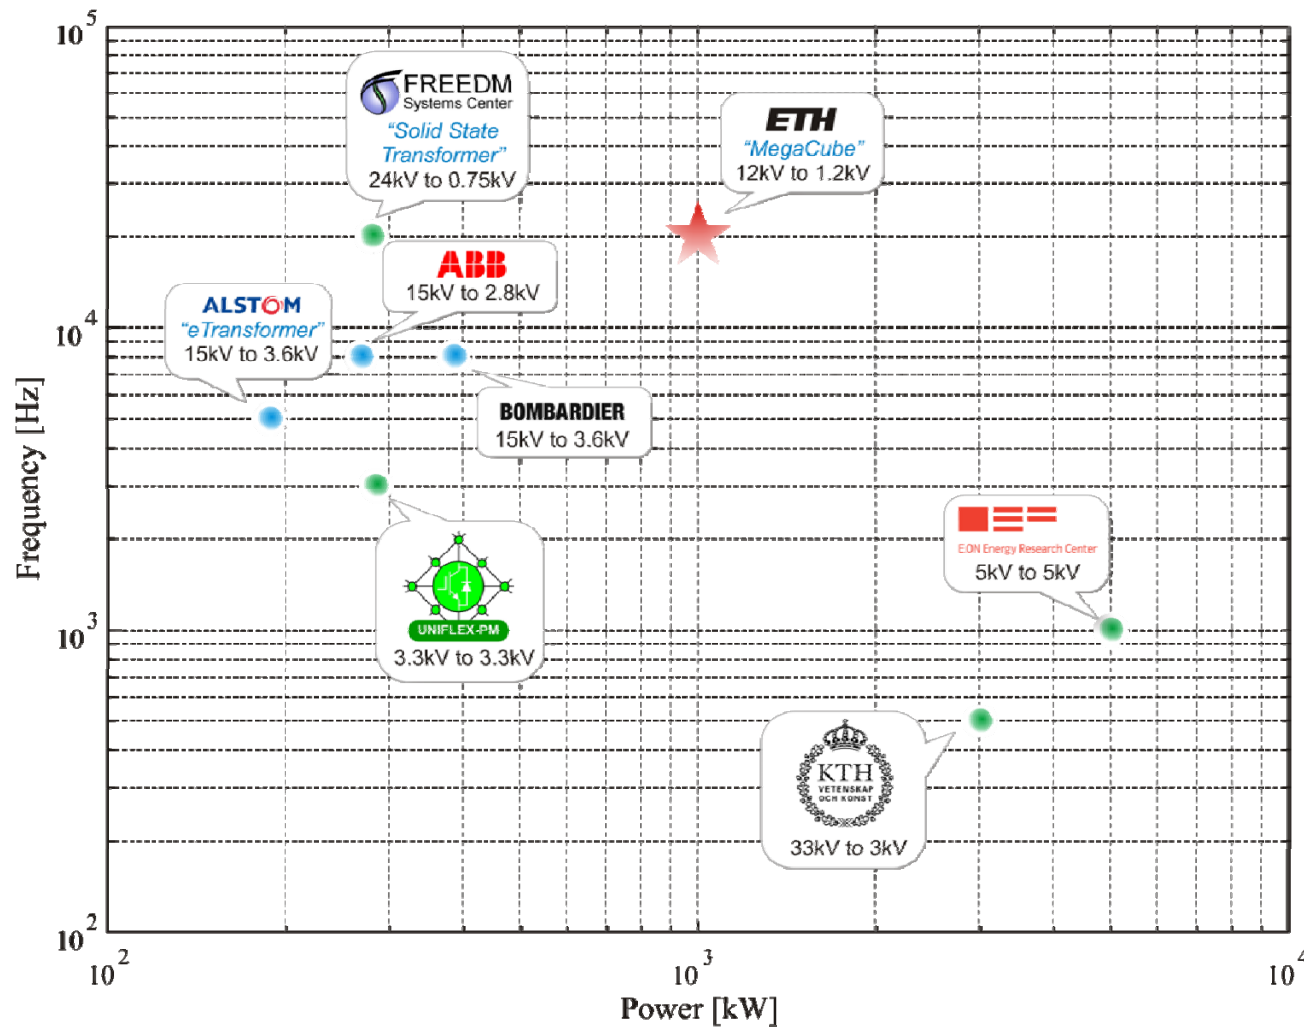 10^5
FREEDM
Systems Center
"Solid State
Transformer"
24kV to 0.75kV
ETH
"MegaCube"
12kV to 1.2kV
ABB
15kV to 2.8kV
ALSTOM
"eTransformer"
15kV to 3.6kV
10^4
BOMBARDIER
15kV to 3.6kV
Frequency [Hz]
E.ON Energy Research Center
5kV to 5kV
UNIFLEX-PM
3.3kV to 3.3kV
10^3
KTH
VETENSKAP
OCH KONST
33kV to 3kV
10^2
10^2
10^3
10^4
Power [kW]